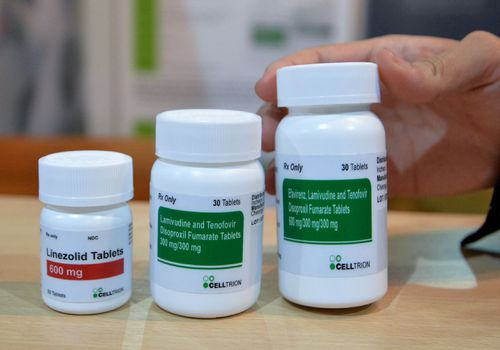 Rx only
NDC
Linezolid Tablets
600 mg
30 Tablets
CELLTRION
Rx Only
30 Tablets
Lamivudine and Tenofovir
Disoproxil Fumarate Tablets
300 mg/300 mg
CELLTRION
Rx Only
30 Tablets
Efavirenz, Lamivudine and Tenofovir
Disoproxil Fumarate Tablets
600 mg/300 mg/300 mg
CELLTRION